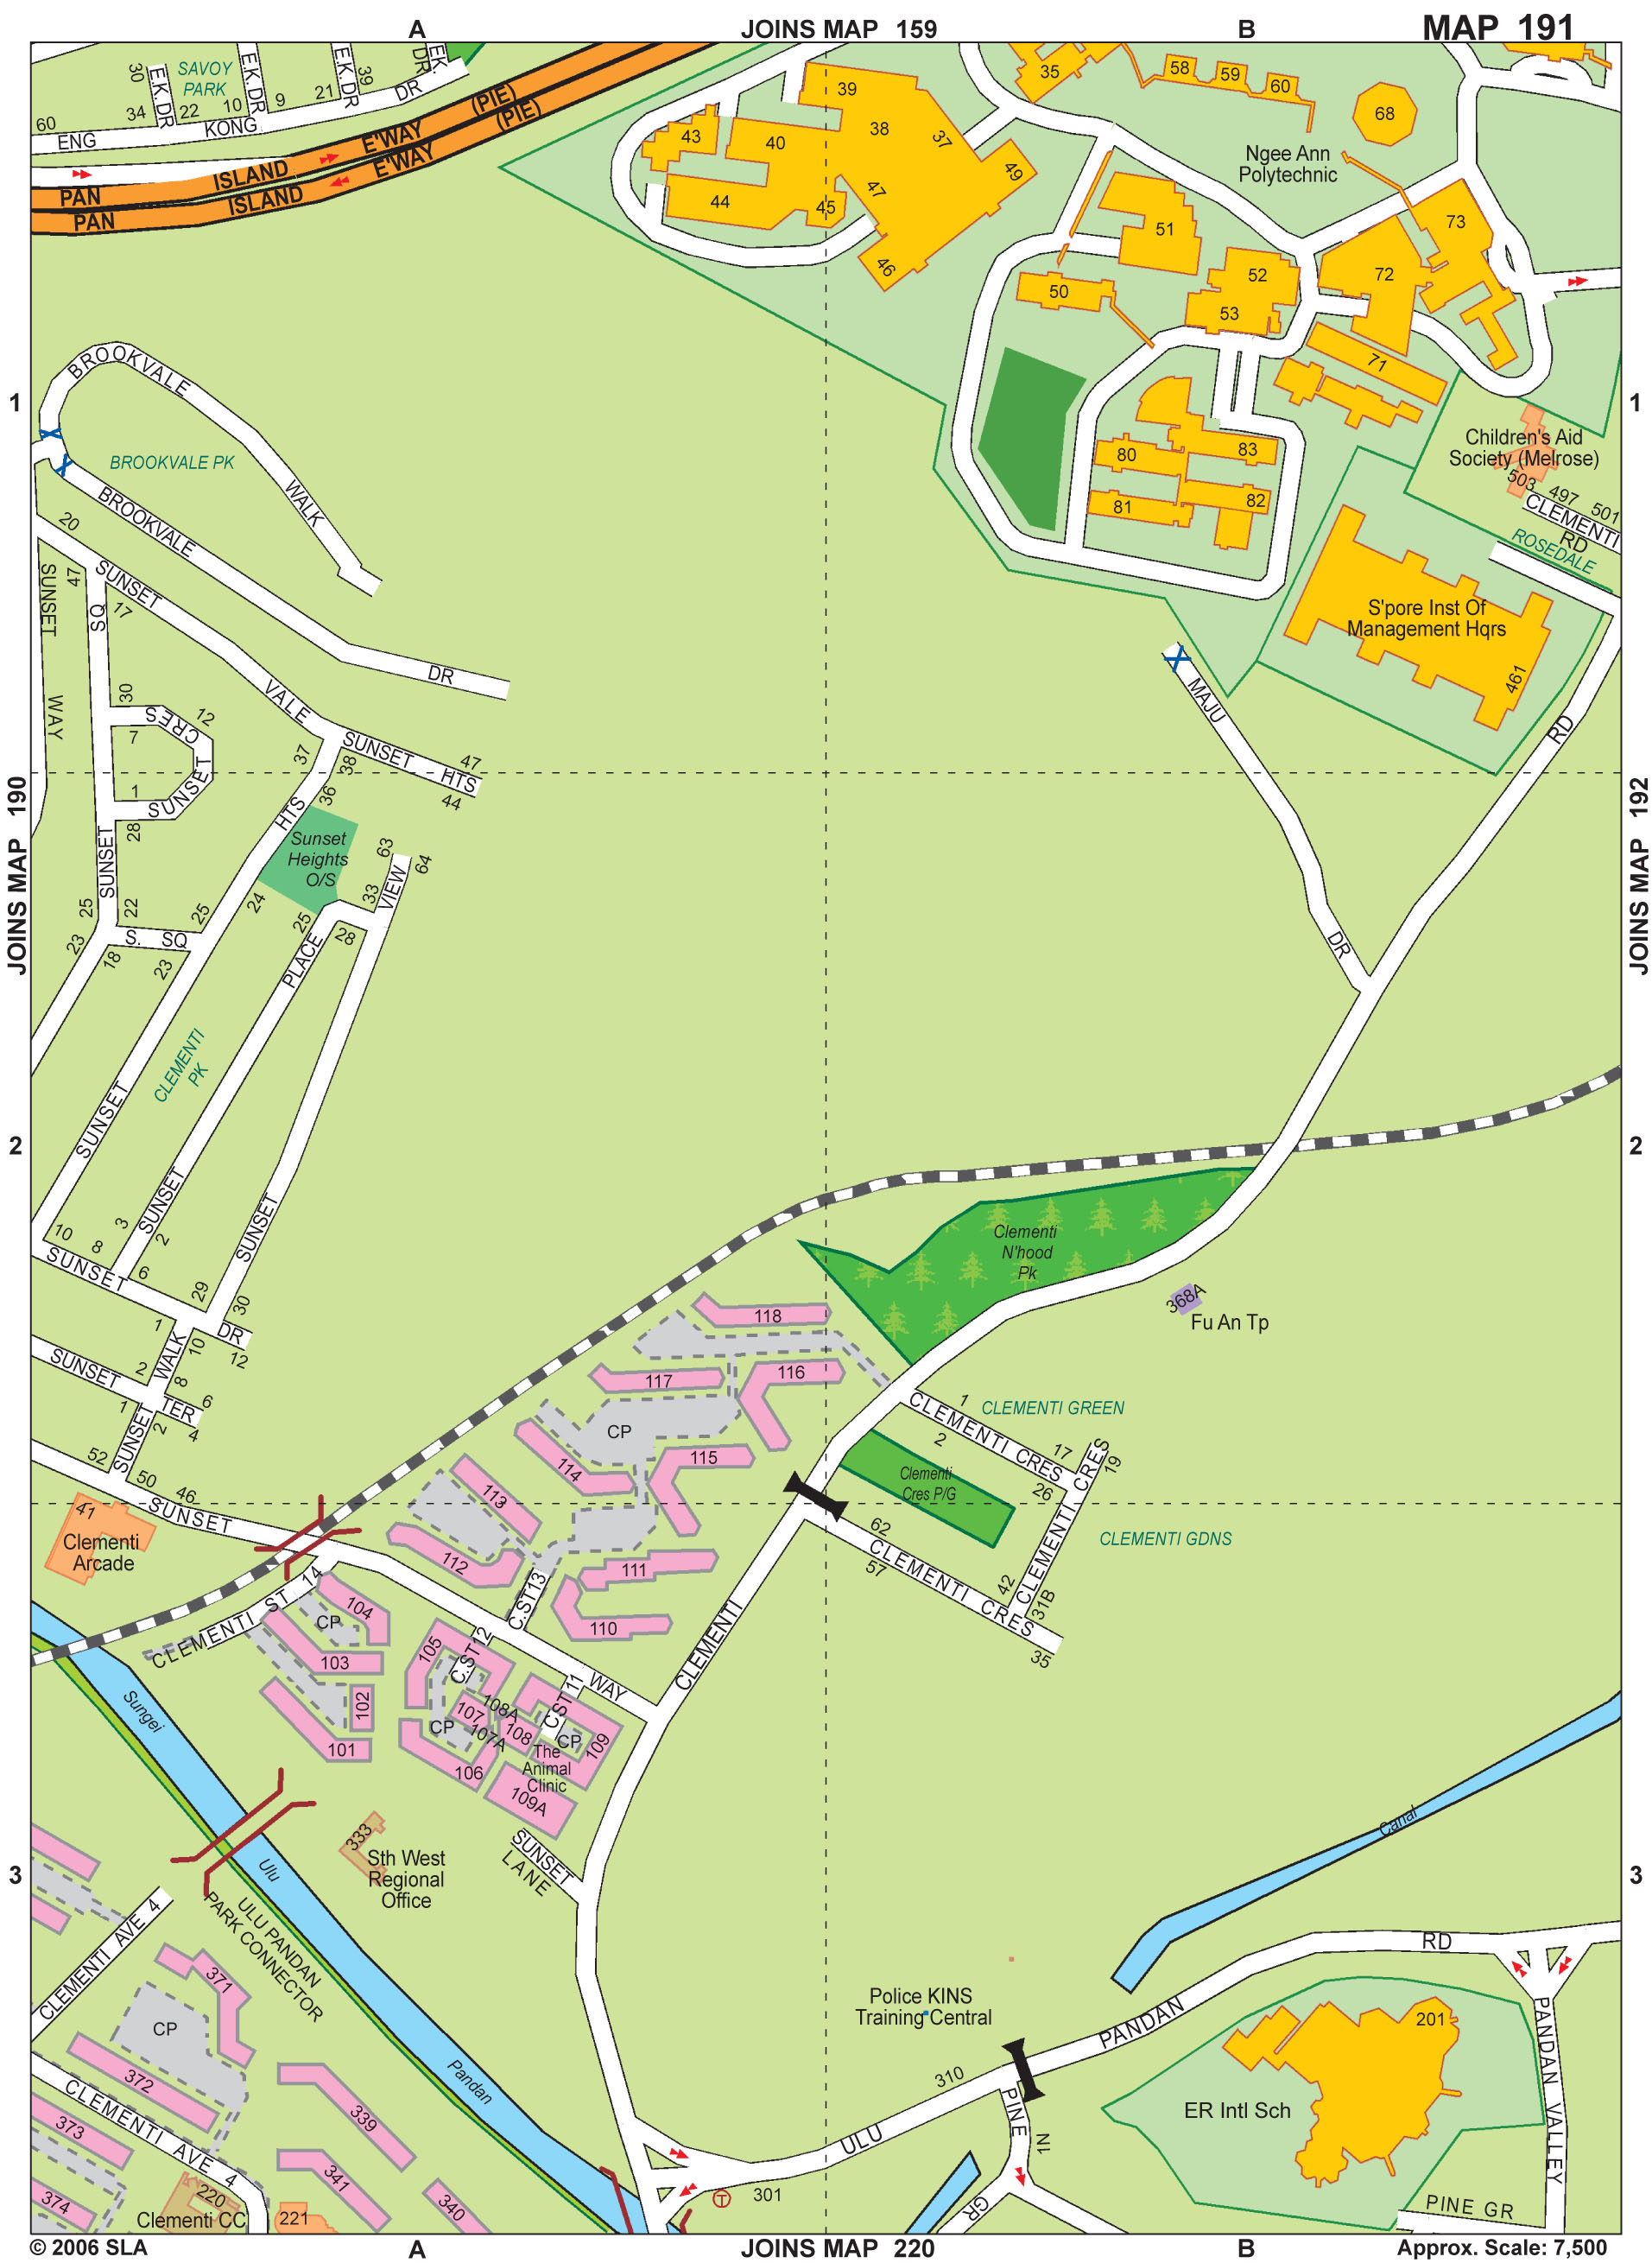 A
JOINS MAP 159
B
MAP 191
30
E.K. DR
SAVOY
PARK
E.K. DR
E.K. DR
39
EK.
DR
60
34
22
10
9
21
DR
ENG
KONG
PAN
ISLAND
E'WAY
(PIE)
PAN
ISLAND
E'WAY
(PIE)
35
58
59
60
39
68
43
40
38
37
49
44
45
47
46
Ngee Ann
Polytechnic
51
73
50
52
72
53
71
80
83
81
82
1
1
BROOKVALE
BROOKVALE PK
WALK
BROOKVALE
DR
Children's Aid
Society (Melrose)
503
497
501
CLEMENTI
RD
ROSEDALE
S'pore Inst Of
Management Hqrs
461
20
47
SUNSET
WAY
SQ
17
SUNSET
VALE
30
7
CRES
12
SUNSET
1
28
SUNSET
37
38
36
SUNSET
HTS
47
44
HTS
Sunset
Heights
O/S
63
64
33
VIEW
MAJU
DR
RD
JOINS MAP 190
JOINS MAP 192
25
22
23
S. SQ
18
23
25
24
25
28
PLACE
CLEMENTI
PK
SUNSET
2
2
10
8
3
SUNSET
2
6
SUNSET
SUNSET
29
30
DR
12
1
WALK
10
2
8
SUNSET
1
TER
6
4
2
SUNSET
52
50
46
SUNSET
41
Clementi
Arcade
Clementi
N'hood
Pk
368A
Fu An Tp
118
117
116
CP
115
114
113
112
111
110
1
CLEMENTI GREEN
CLEMENTI CRES
2
17
CRES
19
26
Clementi
Cres P/G
CLEMENTI GDNS
62
57
CLEMENTI CRES
42
CLEMENTI
31B
35
CLEMENTI ST 14
104
CP
103
102
101
C.ST13
C.ST12
105
C.ST 11
WAY
CLEMENTI
108A
107
107A
108
CP
CP
109
106
The
Animal
Clinic
109A
SUNSET
LANE
Sungei
Ulu
Pandan
333
Sth West
Regional
Office
ULU PANDAN
PARK CONNECTOR
3
3
CLEMENTI AVE 4
371
CP
372
373
374
339
341
340
CLEMENTI AVE 4
220
Clementi CC
221
Canal
RD
PANDAN
Police KINS
Training Central
310
ULU
301
T
PINE
LN
GR
201
ER Intl Sch
PANDAN VALLEY
PINE GR
© 2006 SLA
A
JOINS MAP 220
B
Approx. Scale: 7,500